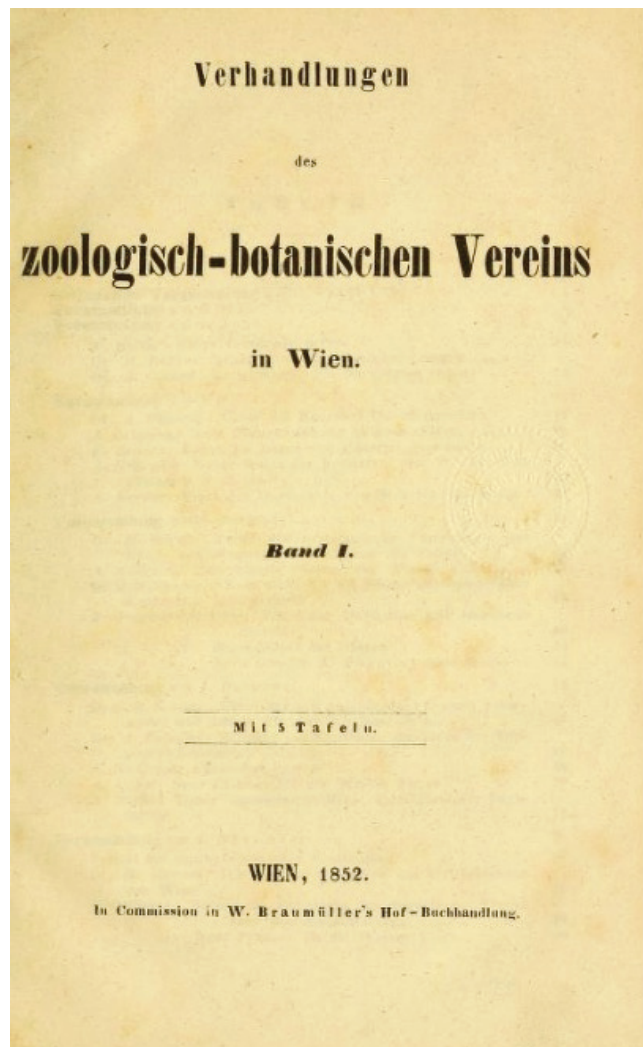 Verhandlungen
des
zoologisch-botanischen Vereins
in Wien.
Band I.
Mit 5 Tafeln.
WIEN, 1852.
In Commission in W. Braumüller's Hof-Buchhandlung.